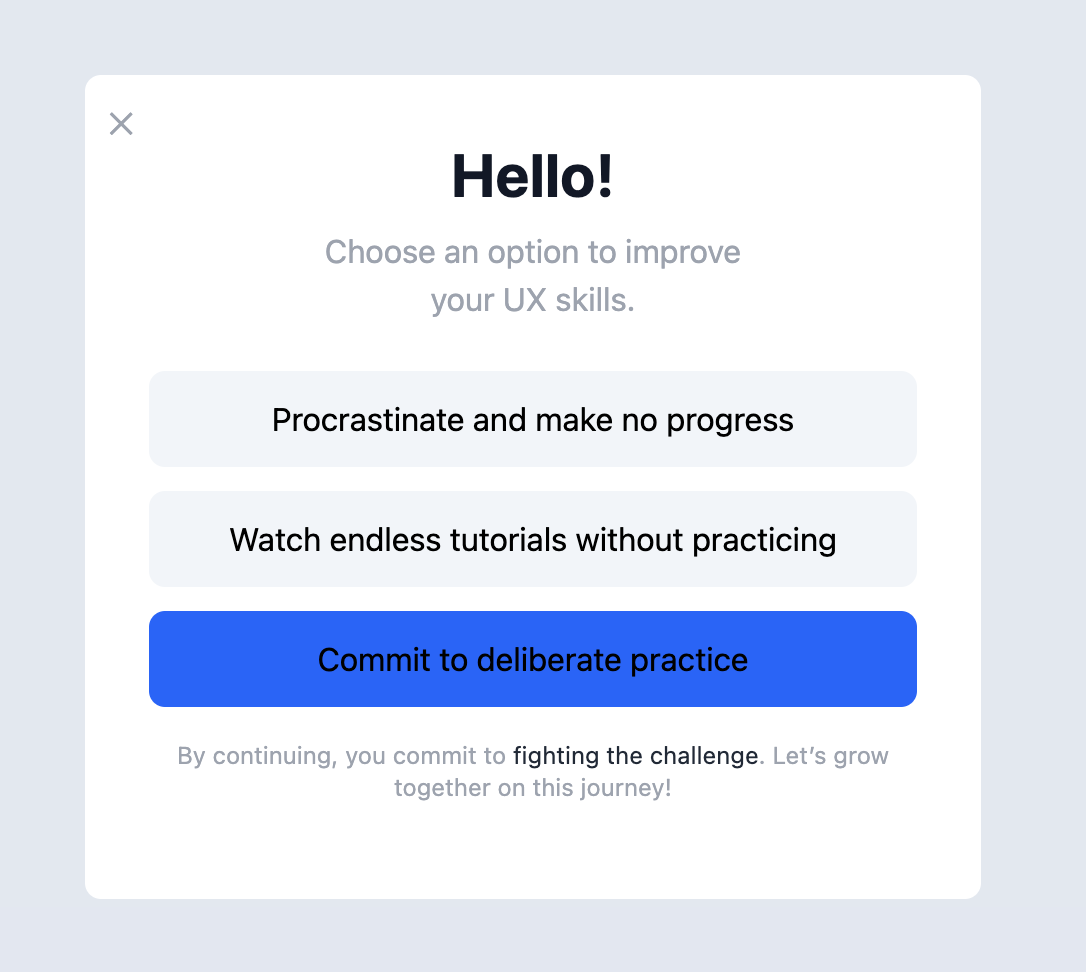 Hello!
Choose an option to improve
your UX skills.
Procrastinate and make no progress
Watch endless tutorials without practicing
Commit to deliberate practice
By continuing, you commit to fighting the challenge. Let’s grow
together on this journey!